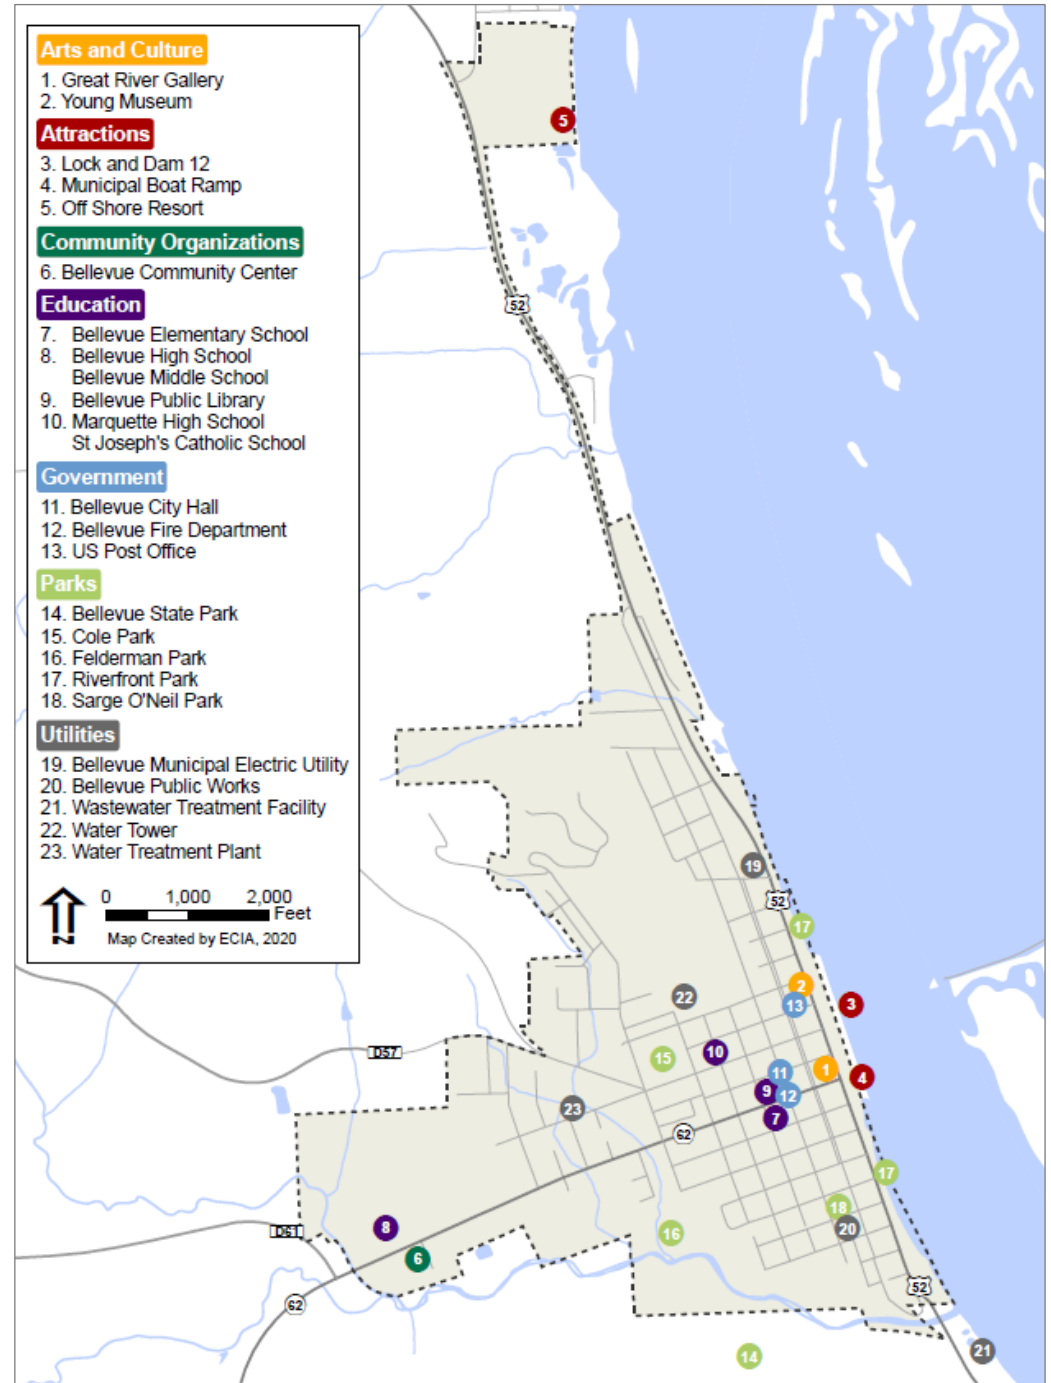 Arts and Culture
1. Great River Gallery
2. Young Museum
Attractions
3. Lock and Dam 12
4. Municipal Boat Ramp
5. Off Shore Resort
Community Organizations
6. Bellevue Community Center
Education
7. Bellevue Elementary School
8. Bellevue High School
Bellevue Middle School
9. Bellevue Public Library
10. Marquette High School
St Joseph's Catholic School
Government
11. Bellevue City Hall
12. Bellevue Fire Department
13. US Post Office
Parks
14. Bellevue State Park
15. Cole Park
16. Felderman Park
17. Riverfront Park
18. Sarge O'Neil Park
Utilities
19. Bellevue Municipal Electric Utility
20. Bellevue Public Works
21. Wastewater Treatment Facility
22. Water Tower
23. Water Treatment Plant
N
0 1,000 2,000
Feet
Map Created by ECIA, 2020
5
52
19
52
17
2
22
13
3
D57
10
15
1
11
4
9
12
23
7
62
17
18
8
20
D61
16
6
52
62
21
14